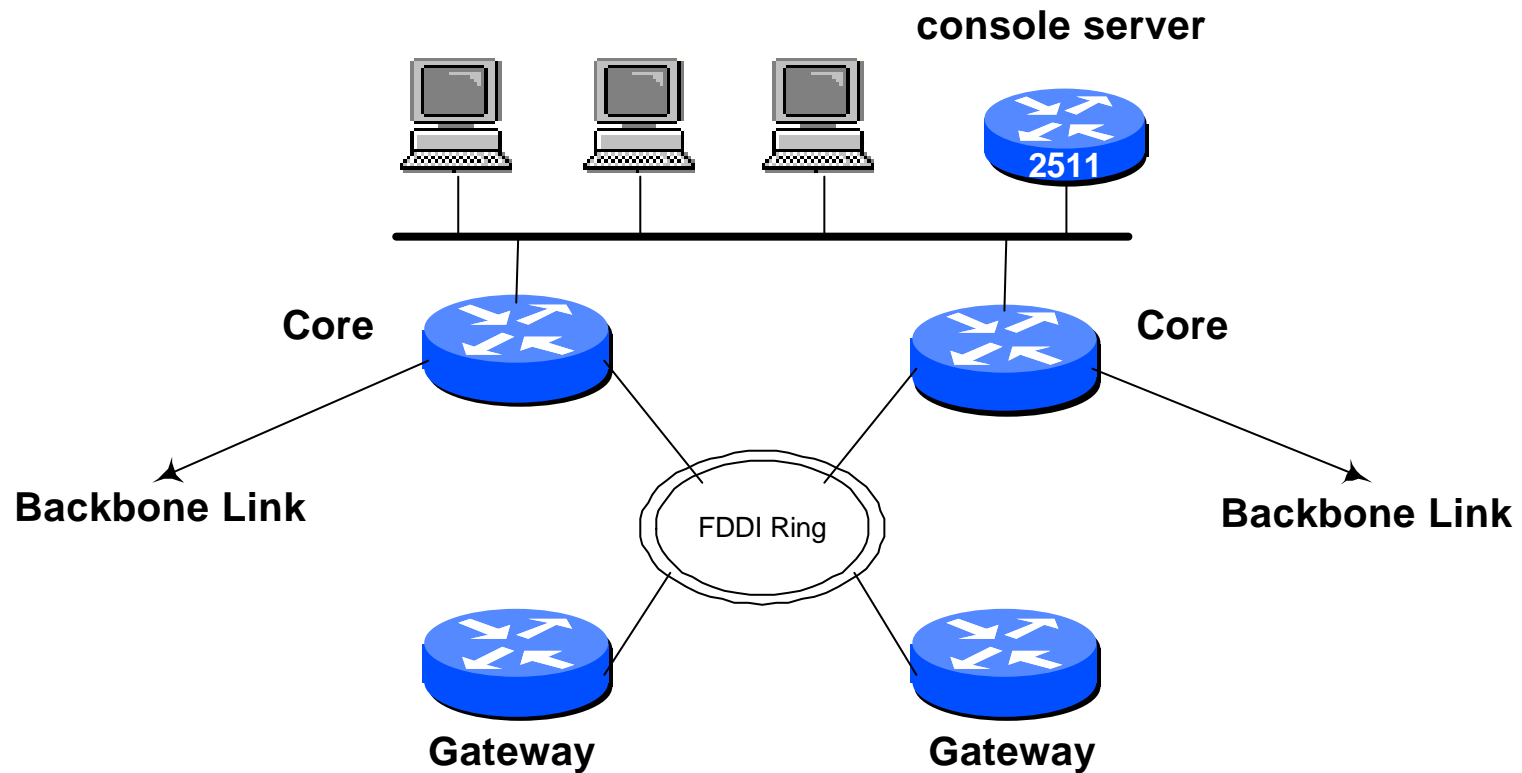 console server
2511
Core
Core
Backbone Link
Backbone Link
FDDI Ring
Gateway
Gateway